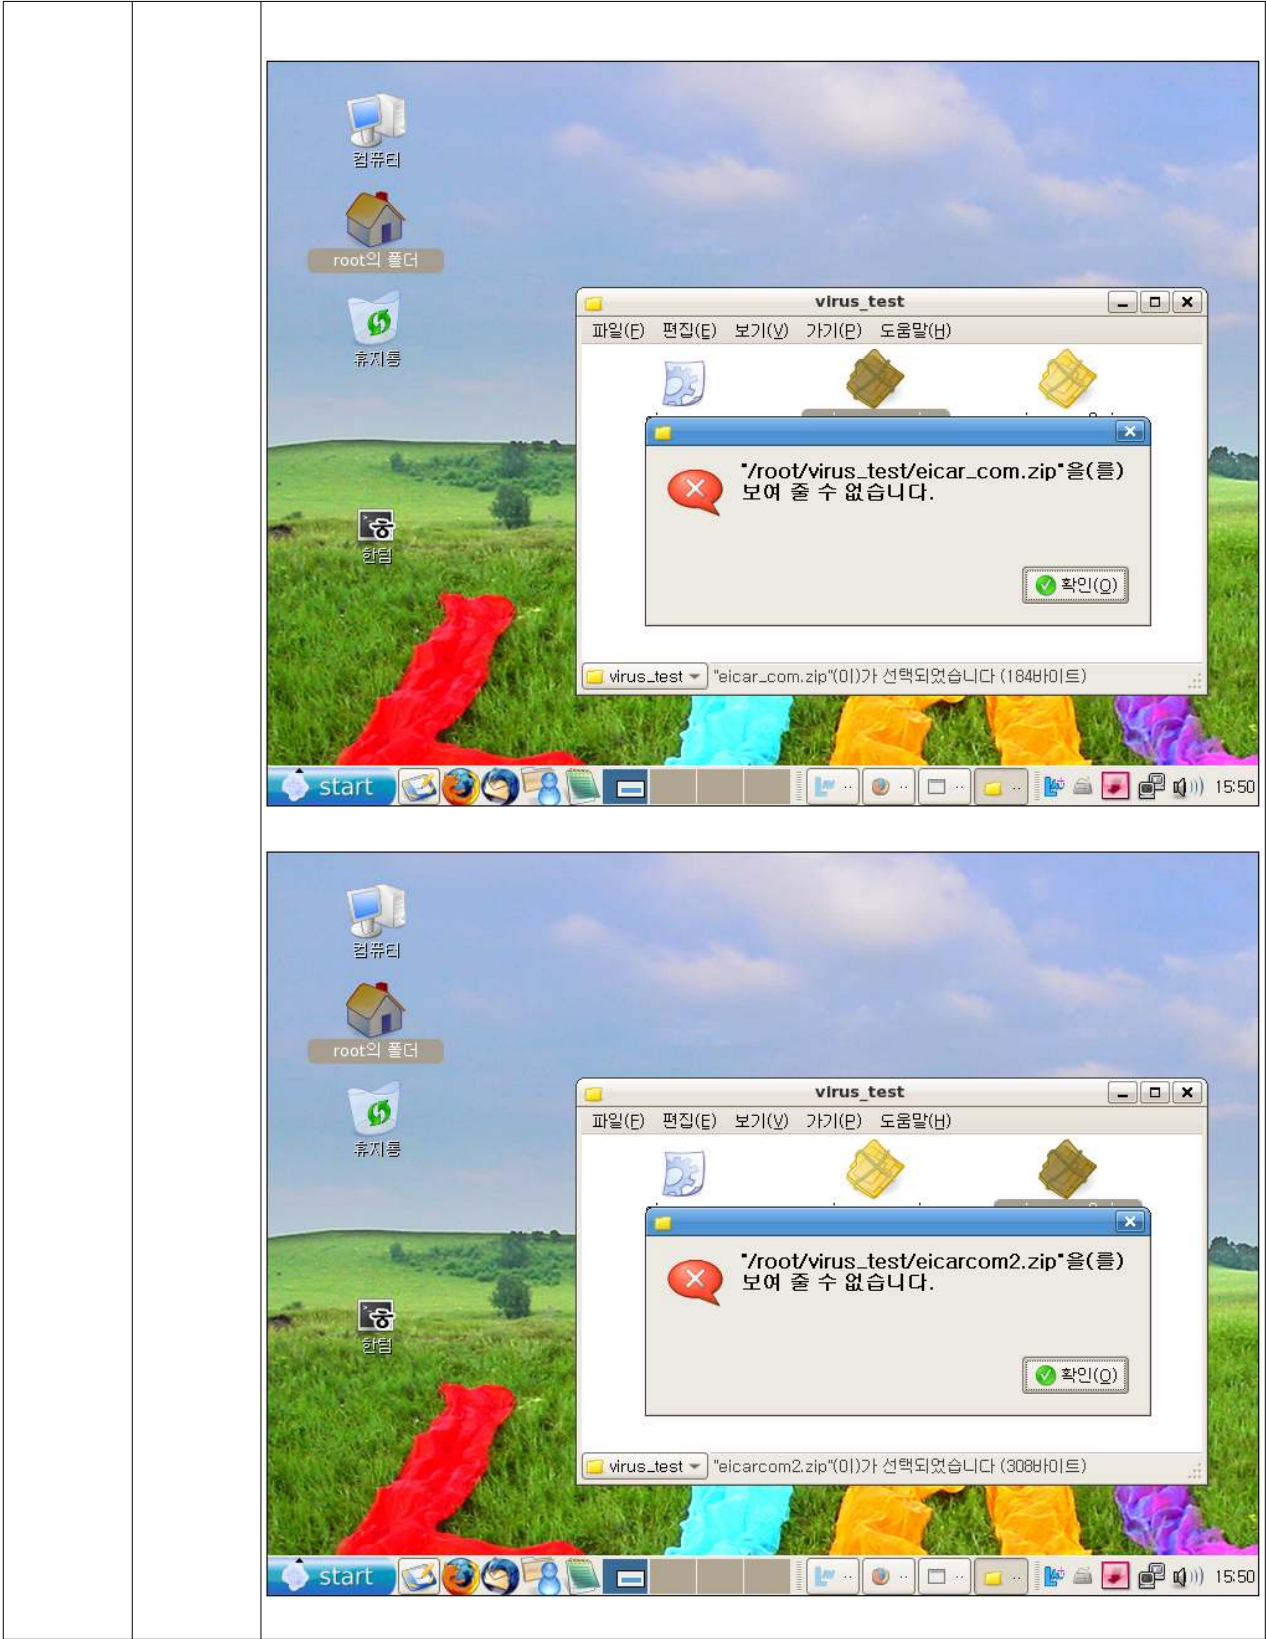 컴퓨터
root의 폴더
휴지통
한텀
virus_test
파일(F) 편집(E) 보기(V) 가기(P) 도움말(H)
"/root/virus_test/eicar_com.zip"을(를)
보여 줄 수 없습니다.
확인(O)
virus_test "eicar_com.zip"(이)가 선택되었습니다 (184바이트)
start 15:50
컴퓨터
root의 폴더
휴지통
한텀
virus_test
파일(F) 편집(E) 보기(V) 가기(P) 도움말(H)
"/root/virus_test/eicarcom2.zip"을(를)
보여 줄 수 없습니다.
확인(O)
virus_test "eicarcom2.zip"(이)가 선택되었습니다 (308바이트)
start 15:50